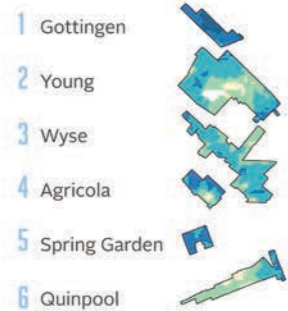 1 Gottingen
2 Young
3 Wyse
4 Agricola
5 Spring Garden
6 Quinpool